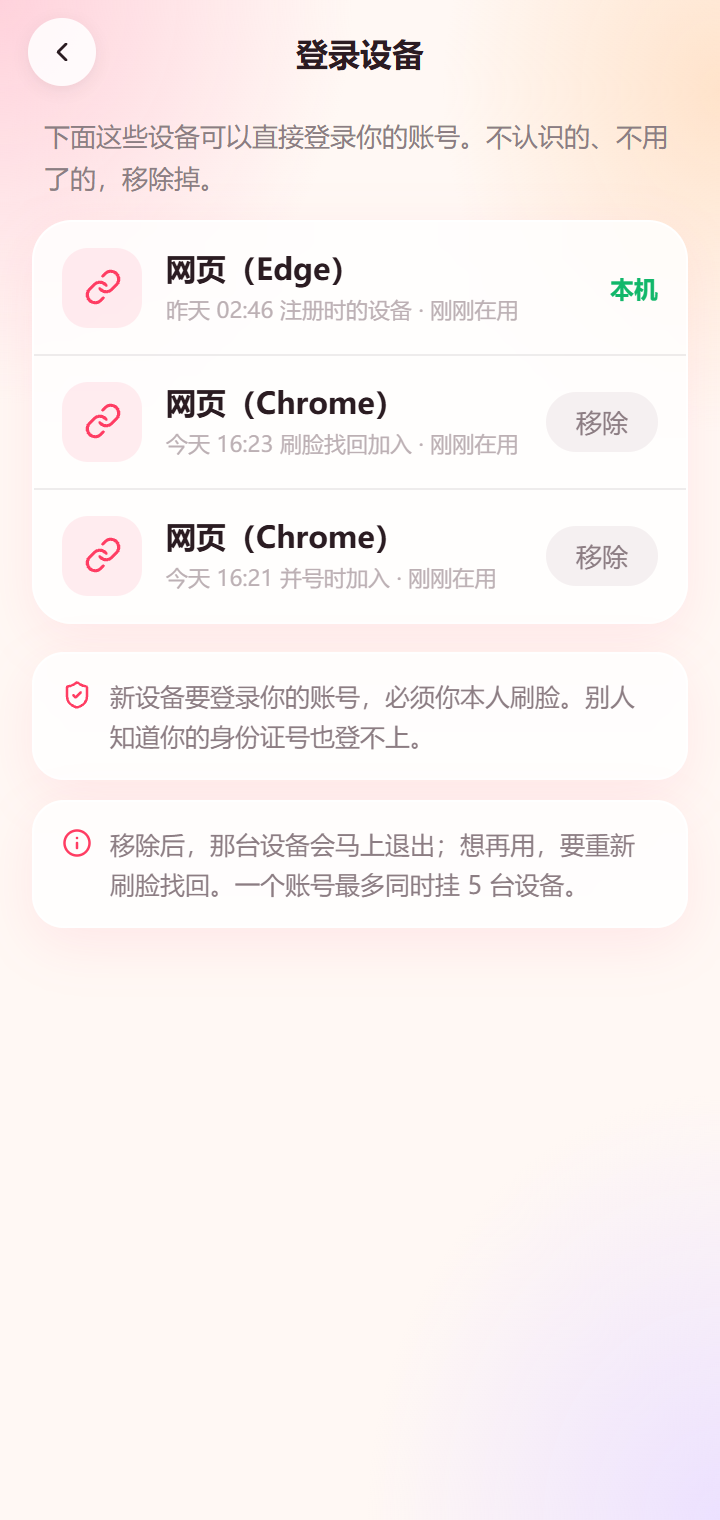 登录设备
下面这些设备可以直接登录你的账号。不认识的、不用
了的，移除掉。
网页（Edge）
昨天 02:46 注册时的设备 · 刚刚在用
本机
网页（Chrome）
今天 16:23 刷脸找回加入 · 刚刚在用
移除
网页（Chrome）
今天 16:21 并号时加入 · 刚刚在用
移除
新设备要登录你的账号，必须你本人刷脸。别人
知道你的身份证号也登不上。
移除后，那台设备会马上退出；想再用，要重新
刷脸找回。一个账号最多同时挂 5 台设备。